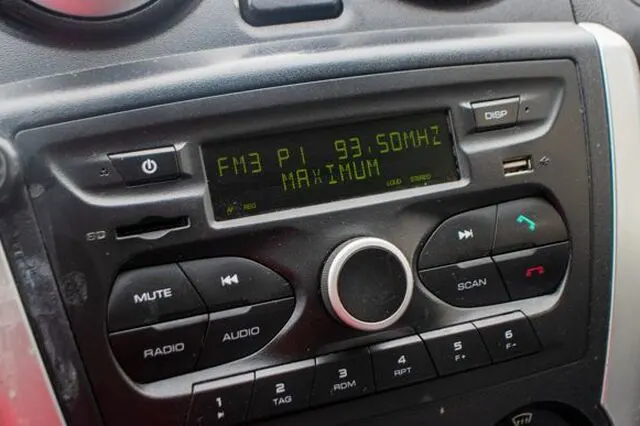 DISP
FM3 P1 93.50MHZ
MAXIMUM
REG LOUD STEREO
SD
MUTE
SCAN
RADIO
AUDIO
1
2 TAG
3 RDM
4 RPT
5 F+
6 F-